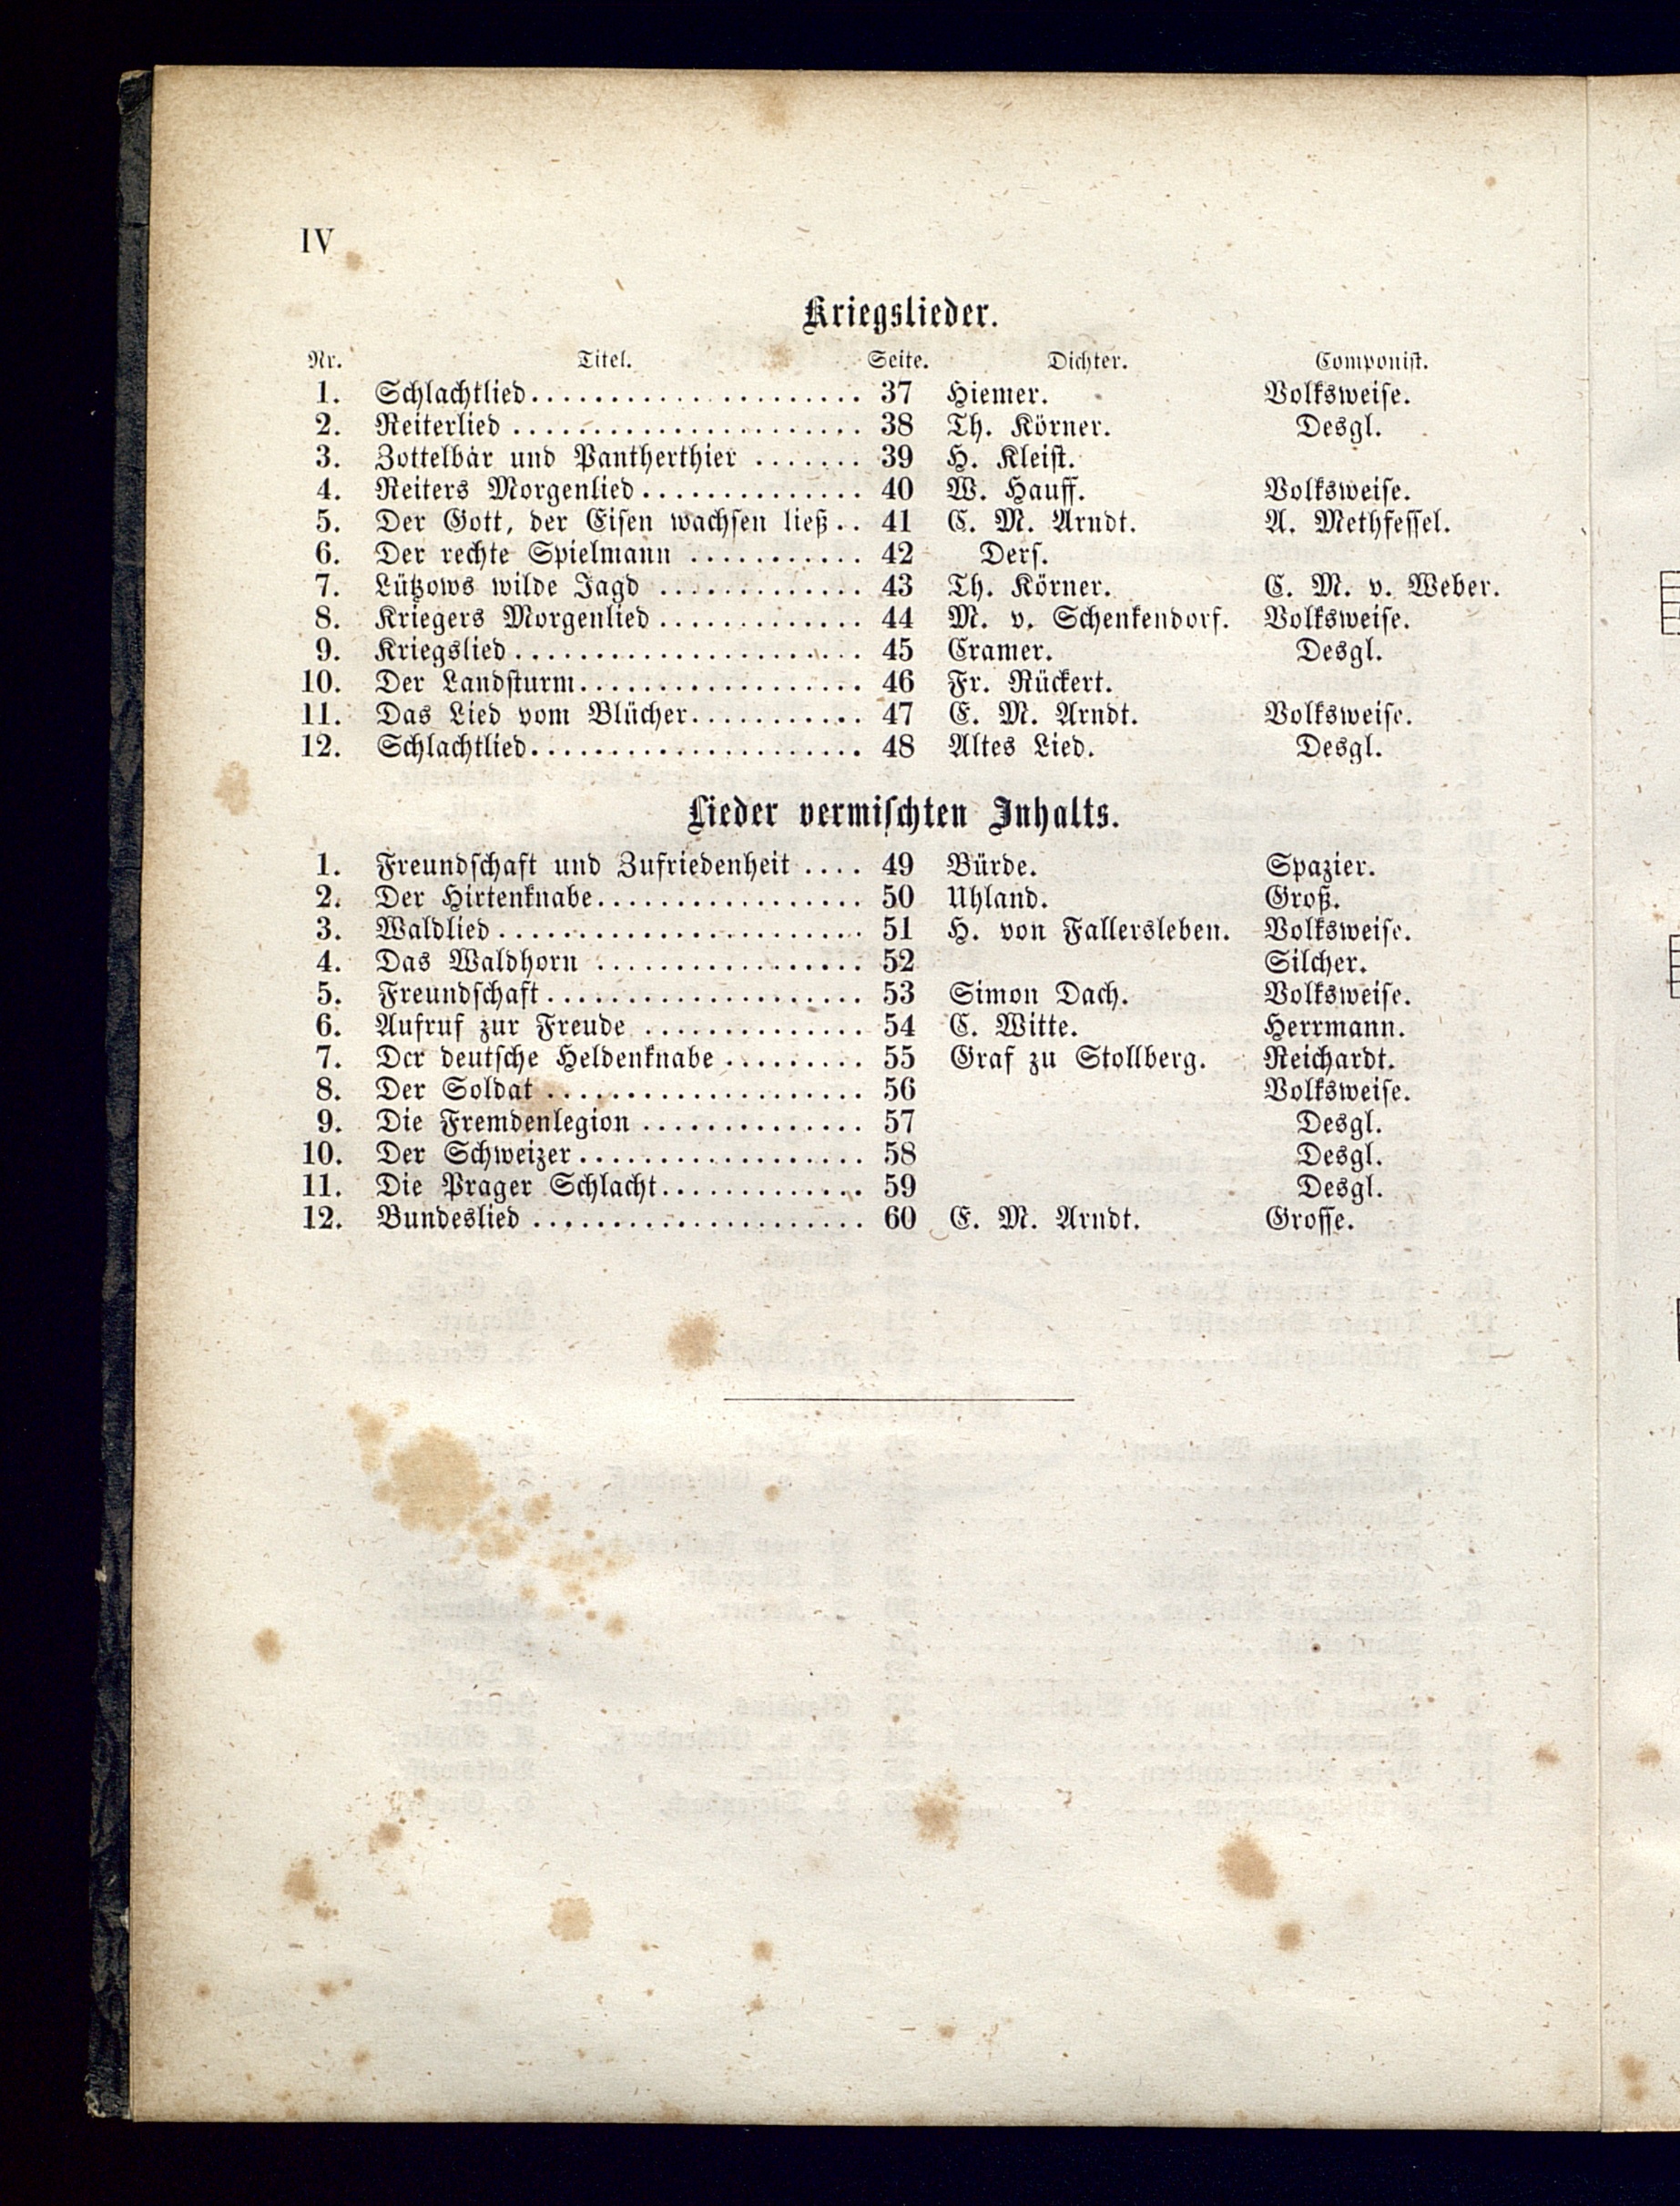 IV
Kriegslieder.
Nr. Titel. Seite. Dichter. Componist.
1. Schlachtlied..................... 37 Hiemer. Volksweise.
2. Reiterlied ...................... 38 Th. Körner. Desgl.
3. Zottelbär und Pantherthier ....... 39 H. Kleist.
4. Reiters Morgenlied.............. 40 W. Hauff. Volksweise.
5. Der Gott, der Eisen wachsen ließ.. 41 E. M. Arndt. A. Methfessel.
6. Der rechte Spielmann ........... 42 Ders.
7. Lützows wilde Jagd ............. 43 Th. Körner. C. M. v. Weber.
8. Kriegers Morgenlied............. 44 M. v. Schenkendorf. Volksweise.
9. Kriegslied...................... 45 Cramer. Desgl.
10. Der Landsturm.................. 46 Fr. Rückert.
11. Das Lied vom Blücher........... 47 E. M. Arndt. Volksweise.
12. Schlachtlied..................... 48 Altes Lied. Desgl.
Lieder vermischten Inhalts.
1. Freundschaft und Zufriedenheit .... 49 Bürde. Spazier.
2. Der Hirtenknabe................. 50 Uhland. Groß.
3. Waldlied ....................... 51 H. von Fallersleben. Volksweise.
4. Das Waldhorn ................. 52 Silcher.
5. Freundschaft.................... 53 Simon Dach. Volksweise.
6. Aufruf zur Freude .............. 54 C. Witte. Herrmann.
7. Der deutsche Heldenknabe ......... 55 Graf zu Stollberg. Reichardt.
8. Der Soldat .................... 56 Volksweise.
9. Die Fremdenlegion .............. 57 Desgl.
10. Der Schweizer.................. 58 Desgl.
11. Die Prager Schlacht............. 59 Desgl.
12. Bundeslied ..................... 60 E. M. Arndt. Grosse.